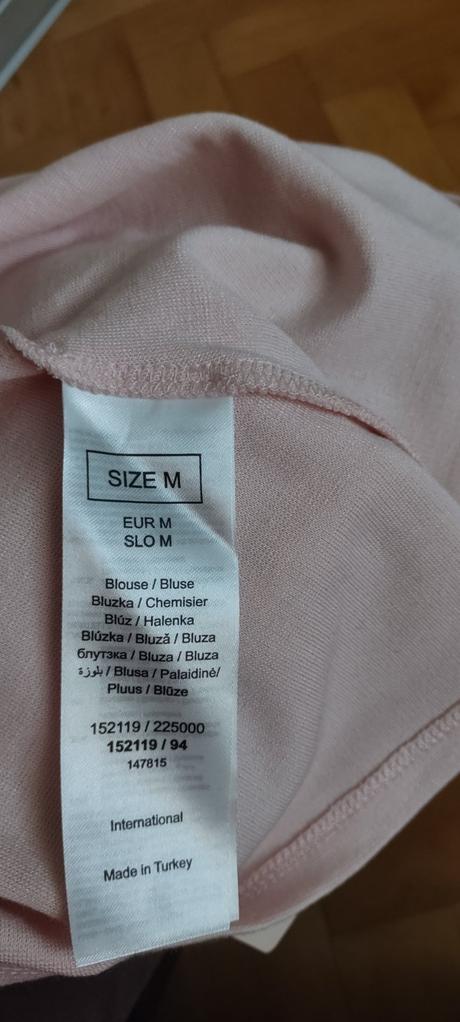 SIZE M
EUR M
SLO M
Blouse / Bluse
Bluzka / Chemisier
Blúz / Halenka
Blúzka / Bluză / Bluza
блутзка / Bluza / Bluza
بلوزة / Blusa / Palaidinė/
Pluus / Blūze
152119 / 225000
152119 / 94
147815
International
Made in Turkey